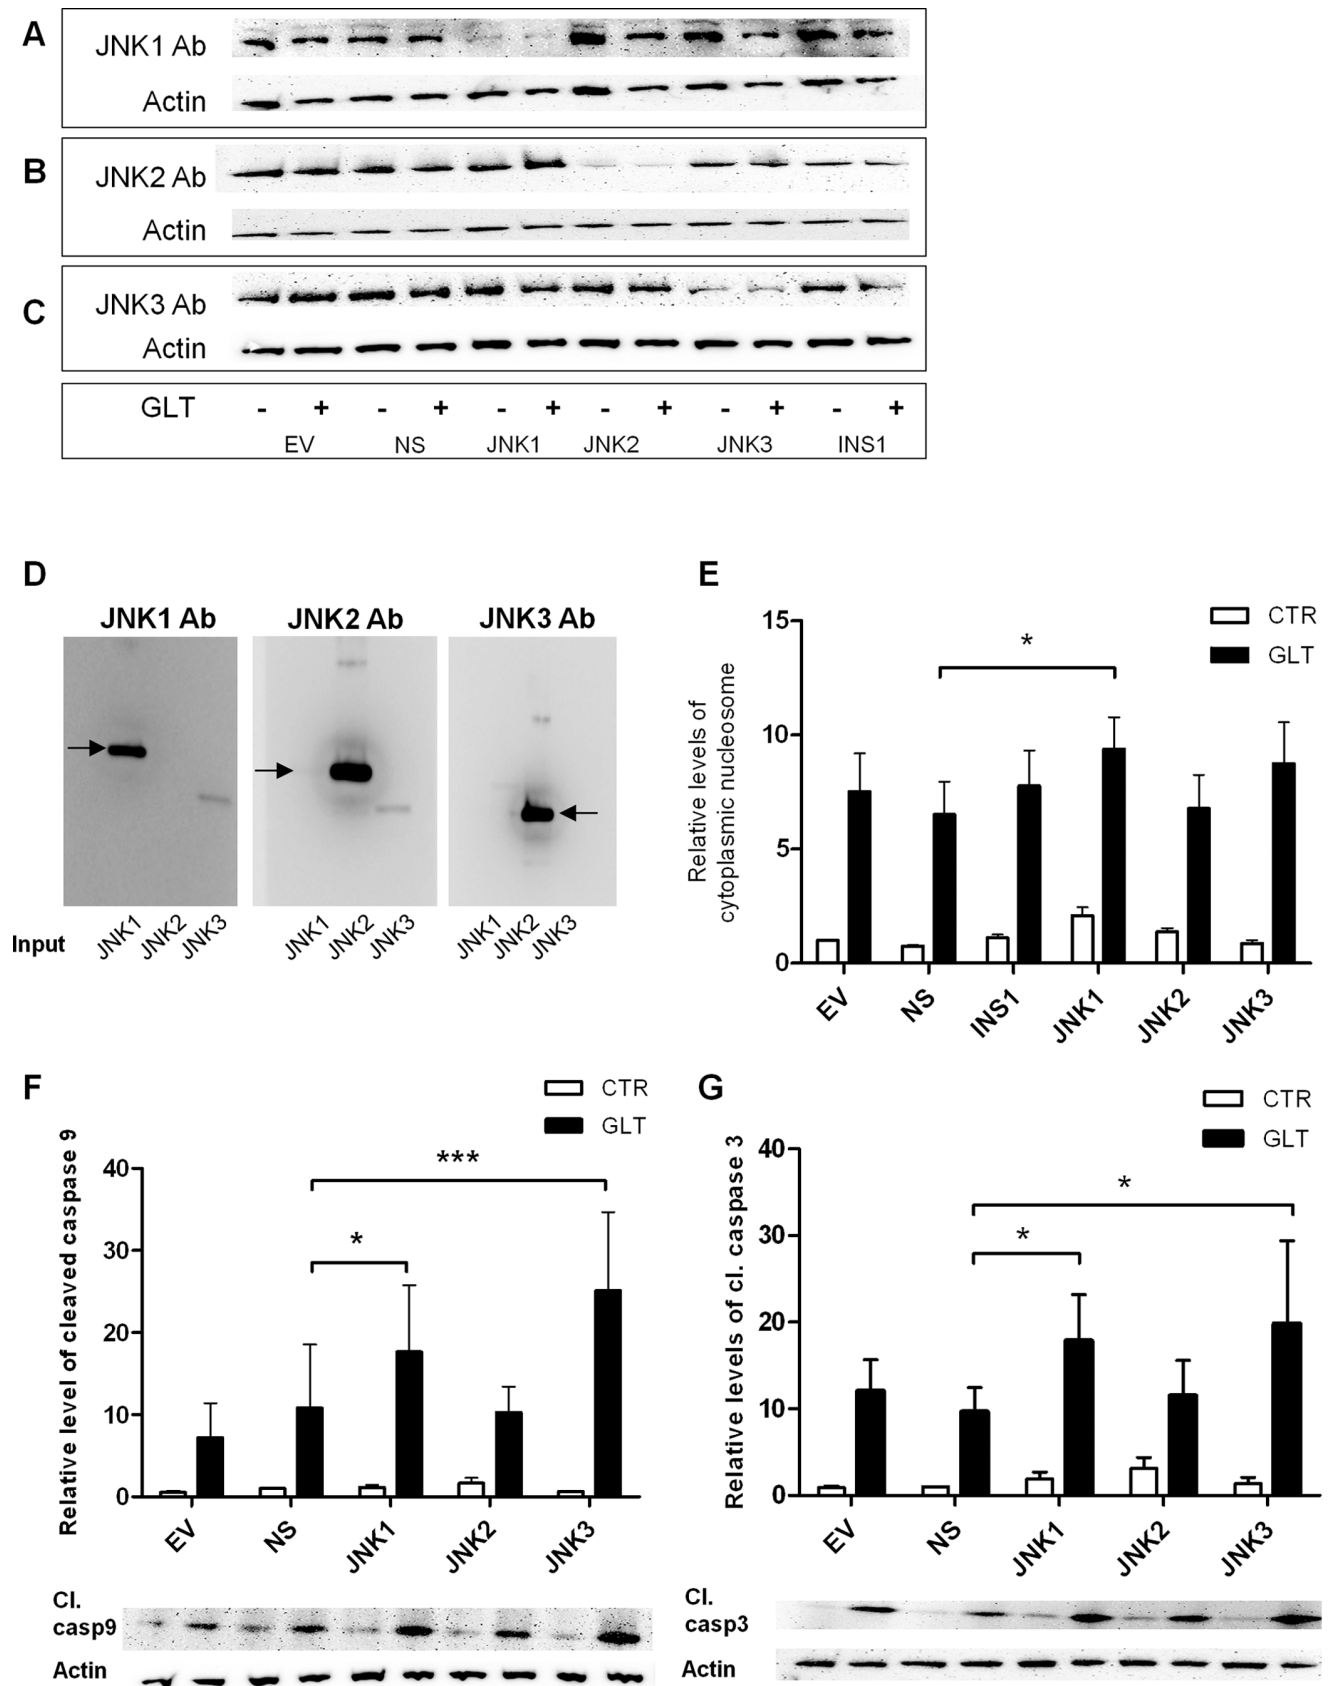 A
JNK1 Ab
Actin
B
JNK2 Ab
Actin
C
JNK3 Ab
Actin
GLT - + - + - + - + - + - +
EV NS JNK1 JNK2 JNK3 INS1
D
JNK1 Ab JNK2 Ab JNK3 Ab
Input JNK1 JNK2 JNK3 JNK1 JNK2 JNK3 JNK1 JNK2 JNK3
E
CTR
GLT
*
Relative levels of
cytoplasmic nucleosome
15
10
5
0
EV NS INS1 JNK1 JNK2 JNK3
F
CTR
GLT
***
*
Relative level of cleaved caspase 9
40
30
20
10
0
EV NS JNK1 JNK2 JNK3
Cl.
casp9
Actin
G
CTR
GLT
*
*
Relative levels of cl. caspase 3
40
30
20
10
0
EV NS JNK1 JNK2 JNK3
Cl.
casp3
Actin